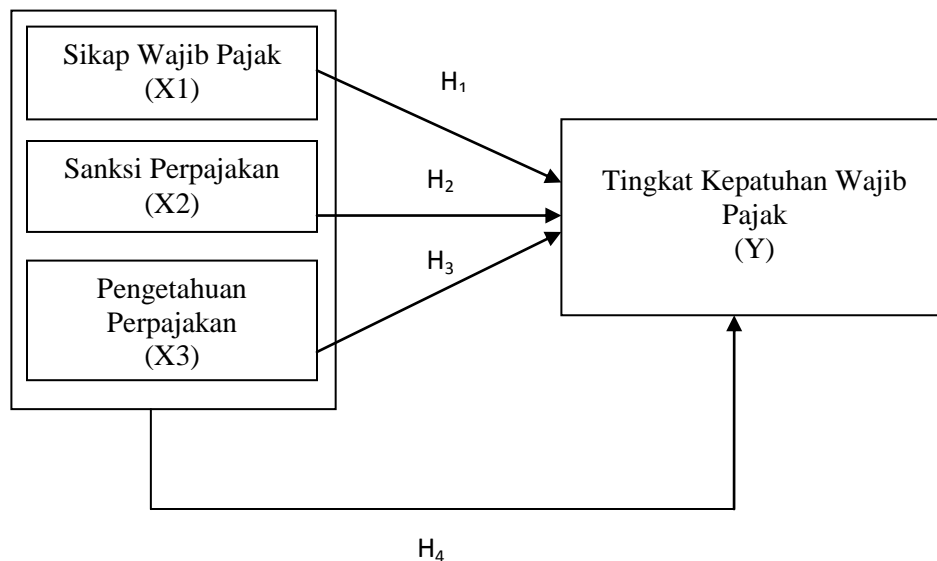 Sikap Wajib Pajak
(X1)
H₁
Sanksi Perpajakan
(X2)
H₂
Pengetahuan
Perpajakan
(X3)
H₃
Tingkat Kepatuhan Wajib
Pajak
(Y)
H₄